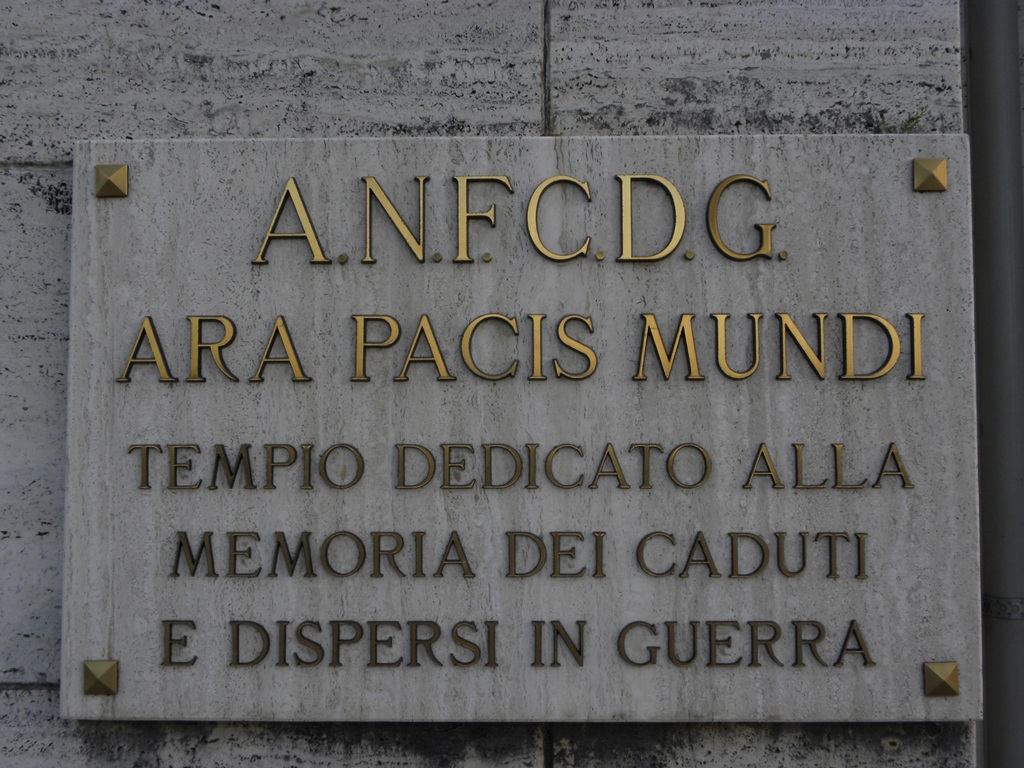 A.N.F.C.D.G.
ARA PACIS MUNDI
TEMPIO DEDICATO ALLA
MEMORIA DEI CADUTI
E DISPERSI IN GUERRA